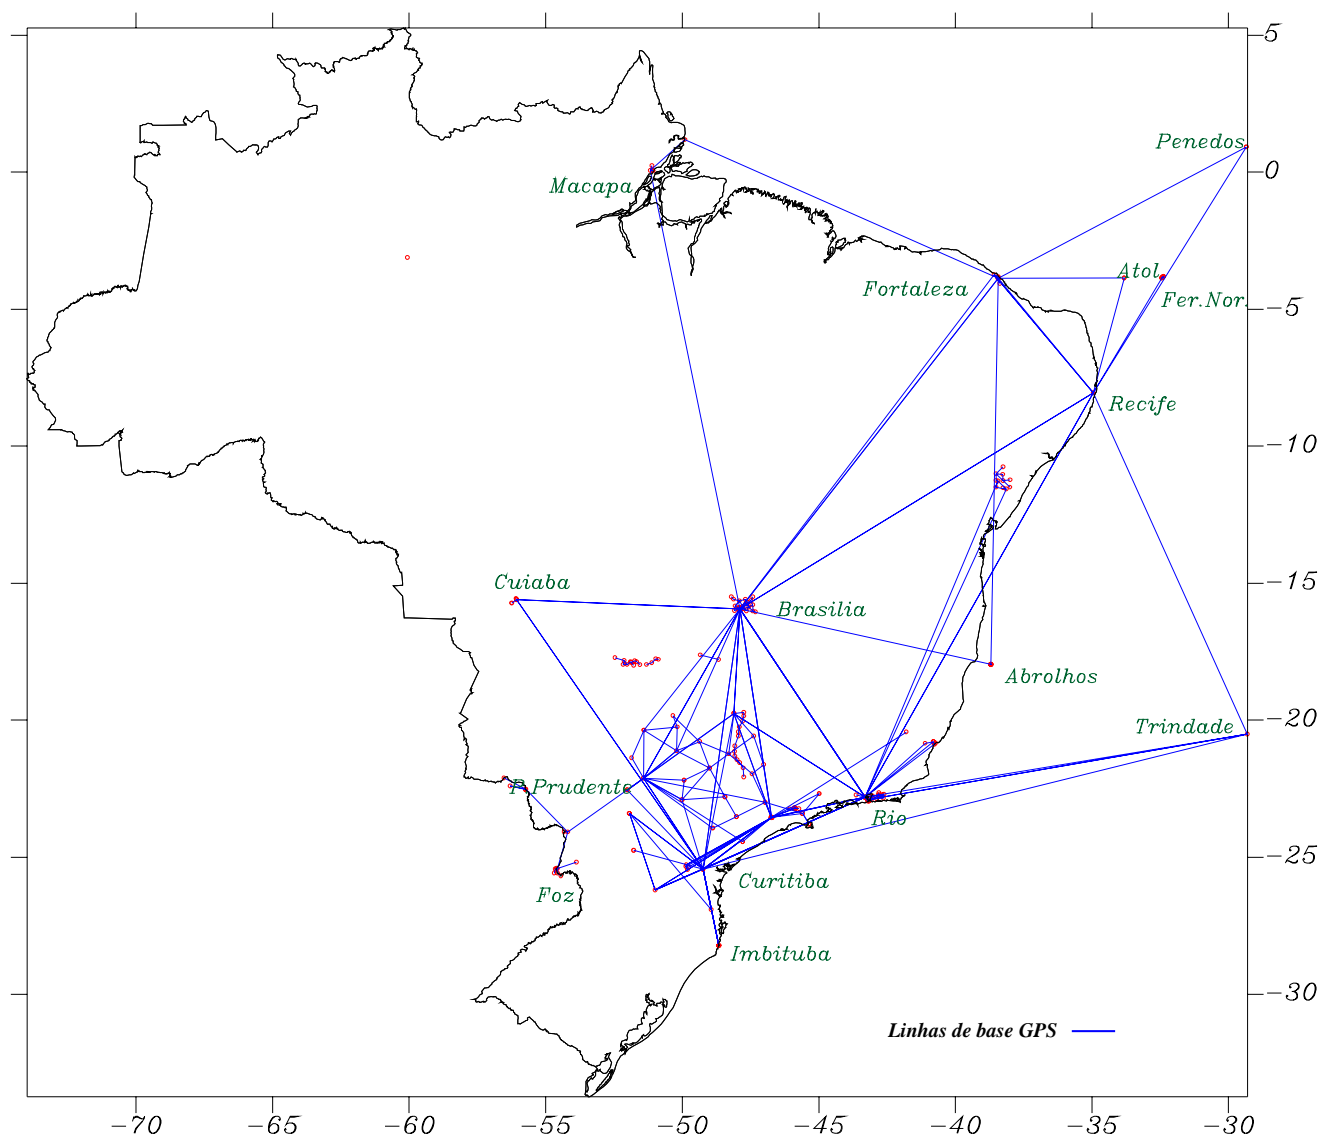 5
Penedos
0
Macapa
Atol
Fortaleza
Fer.Nor.
−5
Recife
−10
Cuiaba
−15
Brasilia
Abrolhos
−20
Trindade
P.Prudente
Rio
−25
Foz
Curitiba
Imbituba
−30
Linhas de base GPS
−70 −65 −60 −55 −50 −45 −40 −35 −30